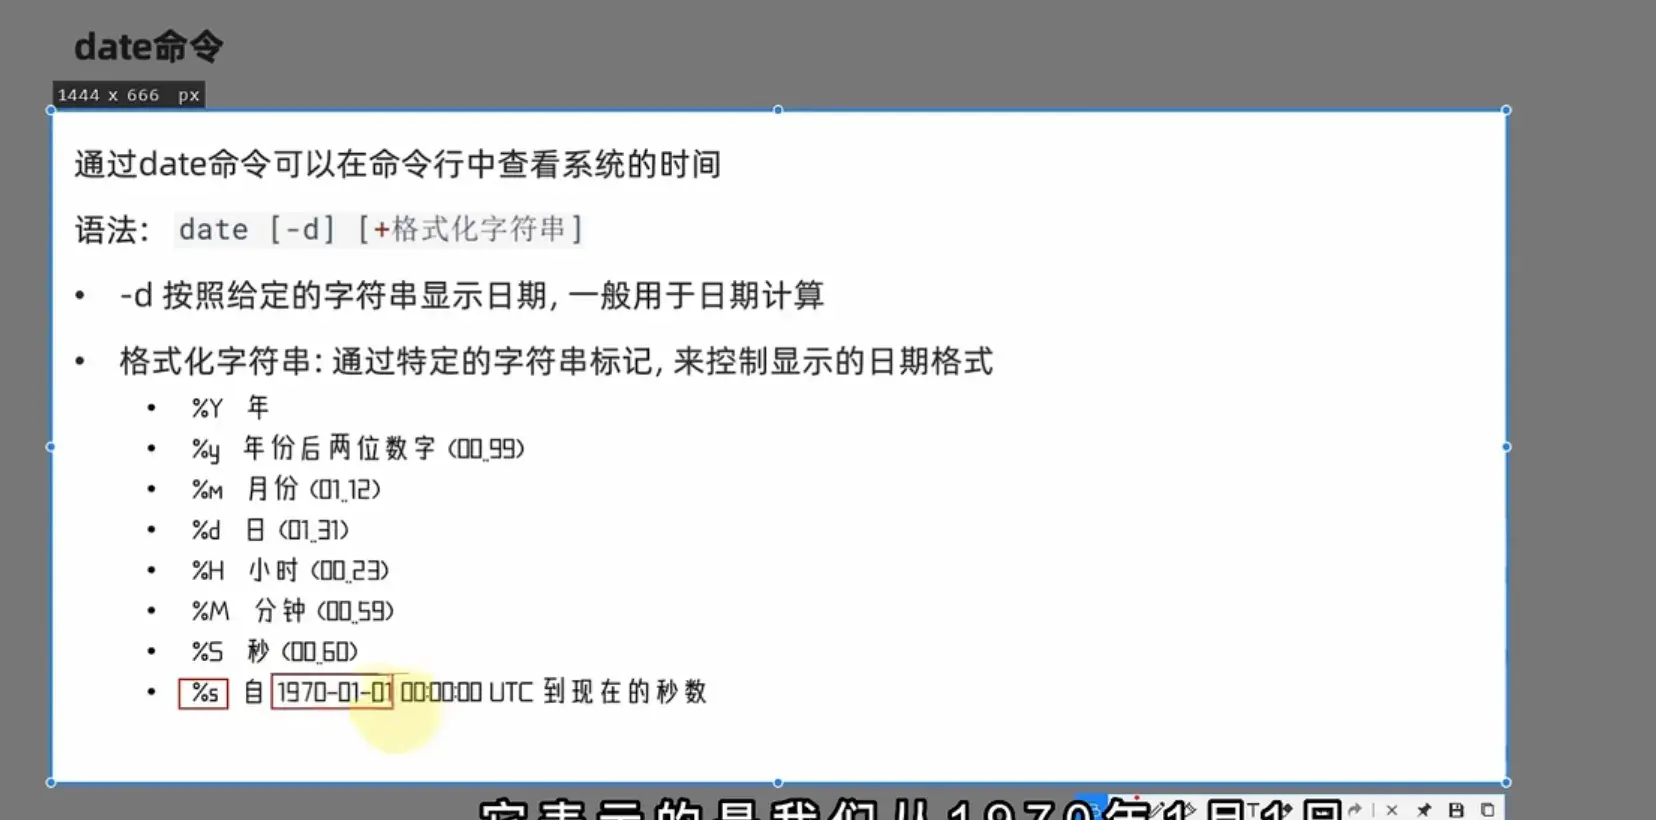 date命令
1444 x 666 px
通过date命令可以在命令行中查看系统的时间
语法： date [-d] [+格式化字符串]
• -d 按照给定的字符串显示日期, 一般用于日期计算
• 格式化字符串: 通过特定的字符串标记, 来控制显示的日期格式
• %Y 年
• %y 年份后两位数字 (00..99)
• %m 月份 (01..12)
• %d 日 (01..31)
• %H 小时 (00..23)
• %M 分钟 (00..59)
• %S 秒 (00..60)
• %s 自 1970-01-01 00:00:00 UTC 到现在的秒数
它表示的是我们从1970年1月1日